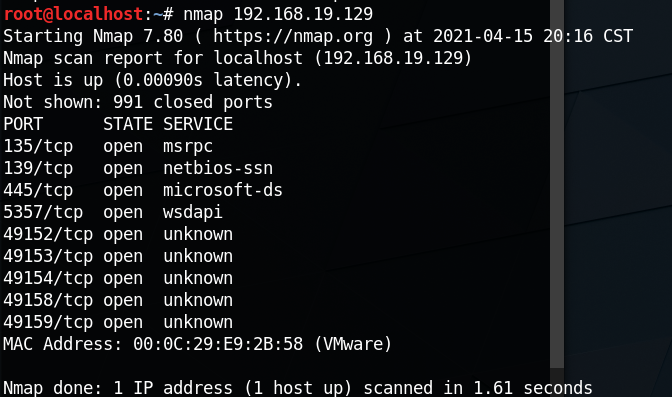 root@localhost:~# nmap 192.168.19.129
Starting Nmap 7.80 ( https://nmap.org ) at 2021-04-15 20:16 CST
Nmap scan report for localhost (192.168.19.129)
Host is up (0.00090s latency).
Not shown: 991 closed ports
PORT      STATE SERVICE
135/tcp   open  msrpc
139/tcp   open  netbios-ssn
445/tcp   open  microsoft-ds
5357/tcp  open  wsdapi
49152/tcp open  unknown
49153/tcp open  unknown
49154/tcp open  unknown
49158/tcp open  unknown
49159/tcp open  unknown
MAC Address: 00:0C:29:E9:2B:58 (VMware)
Nmap done: 1 IP address (1 host up) scanned in 1.61 seconds